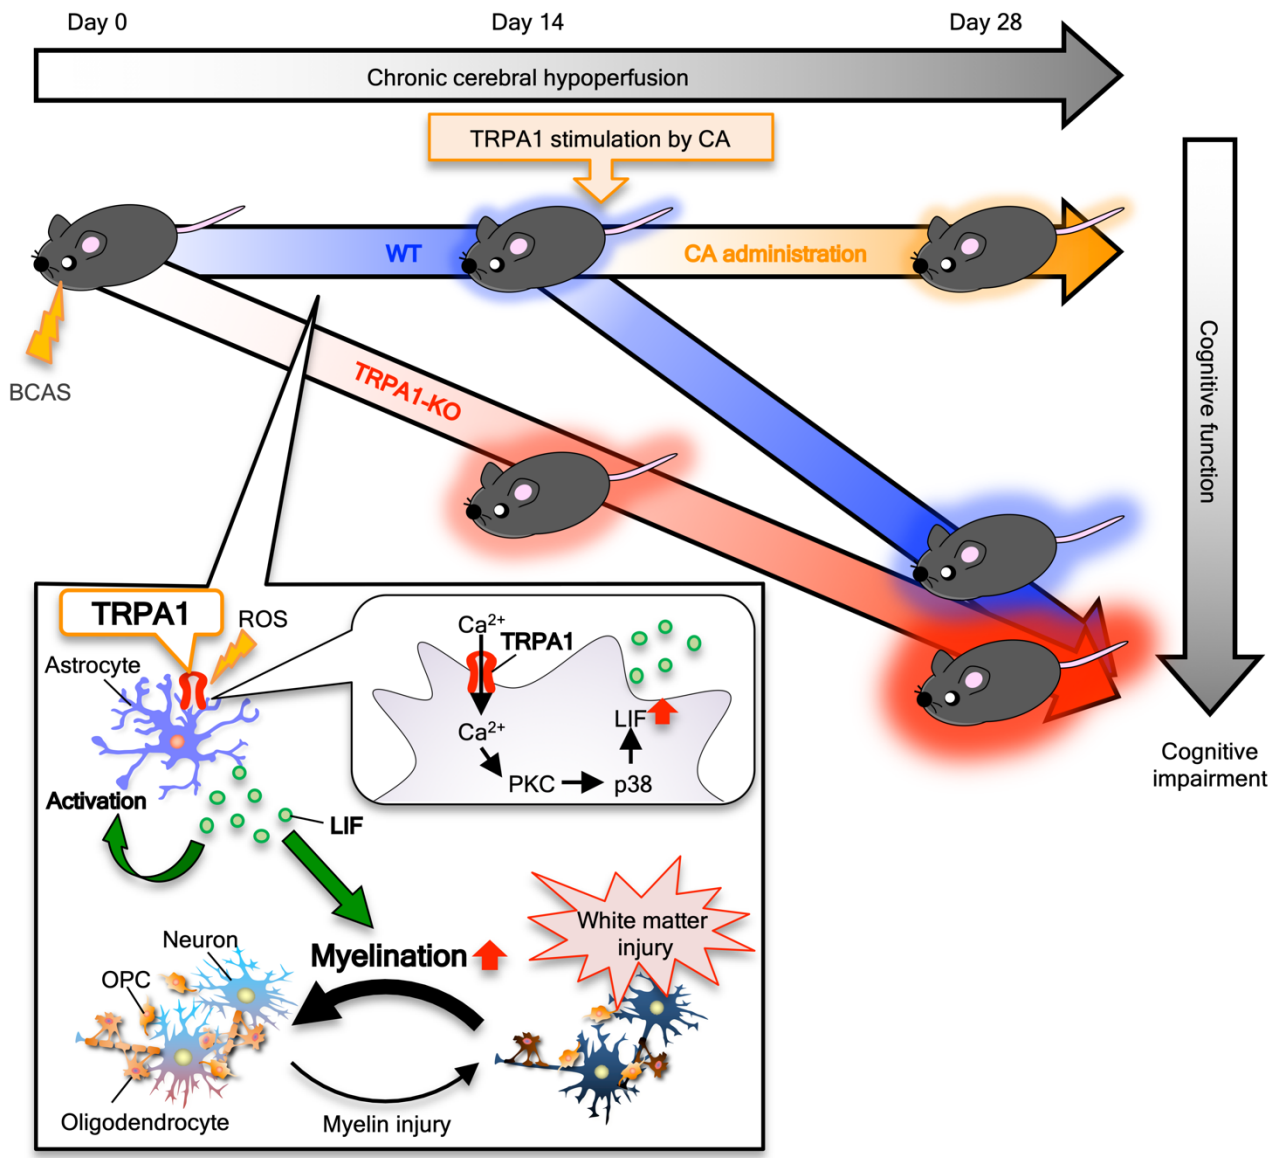 Day 0
Day 14
Day 28
Chronic cerebral hypoperfusion
TRPA1 stimulation by CA
WT
CA administration
BCAS
TRPA1-KO
Cognitive function
Cognitive
impairment
TRPA1
ROS
Astrocyte
Activation
LIF
Ca²⁺
TRPA1
Ca²⁺
PKC
p38
LIF
Myelination
White matter
injury
Neuron
OPC
Oligodendrocyte
Myelin injury